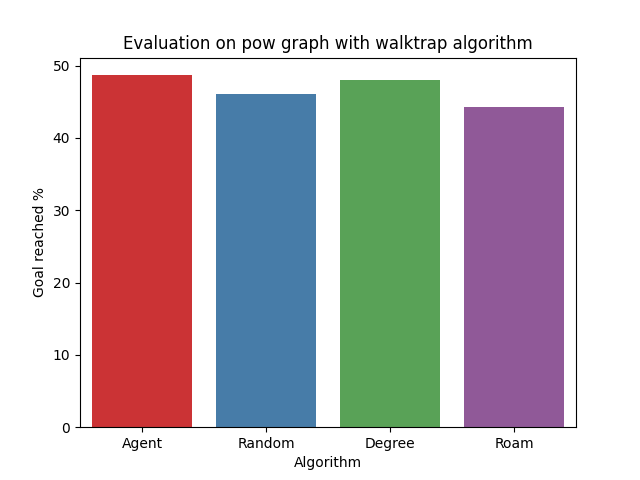 Evaluation on pow graph with walktrap algorithm
50
40
30
20
10
0
Goal reached %
Agent Random Degree Roam
Algorithm